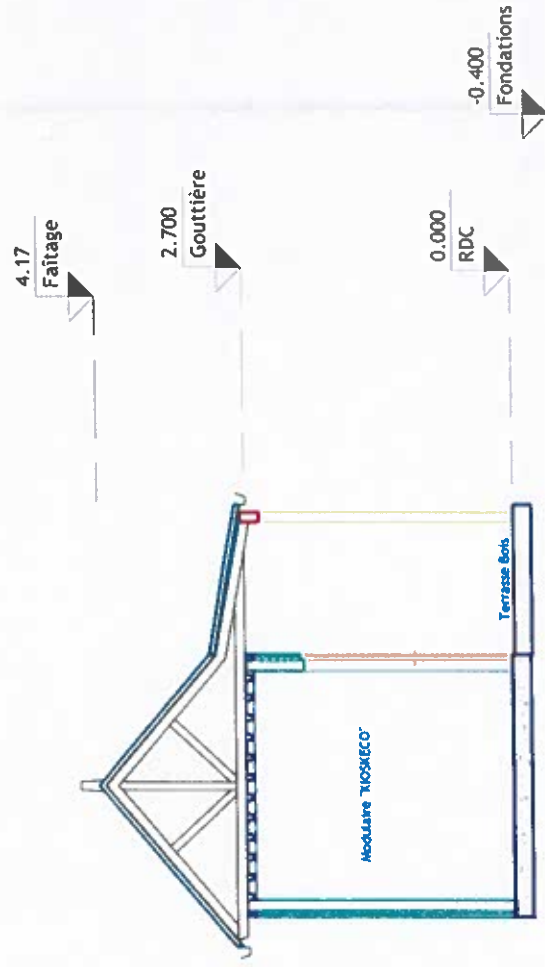 4.17
Faîtage
2.700
Gouttière
0.000
RDC
-0.400
Fondations
Terrasse Bois
Modulaire "KIOSKECO"